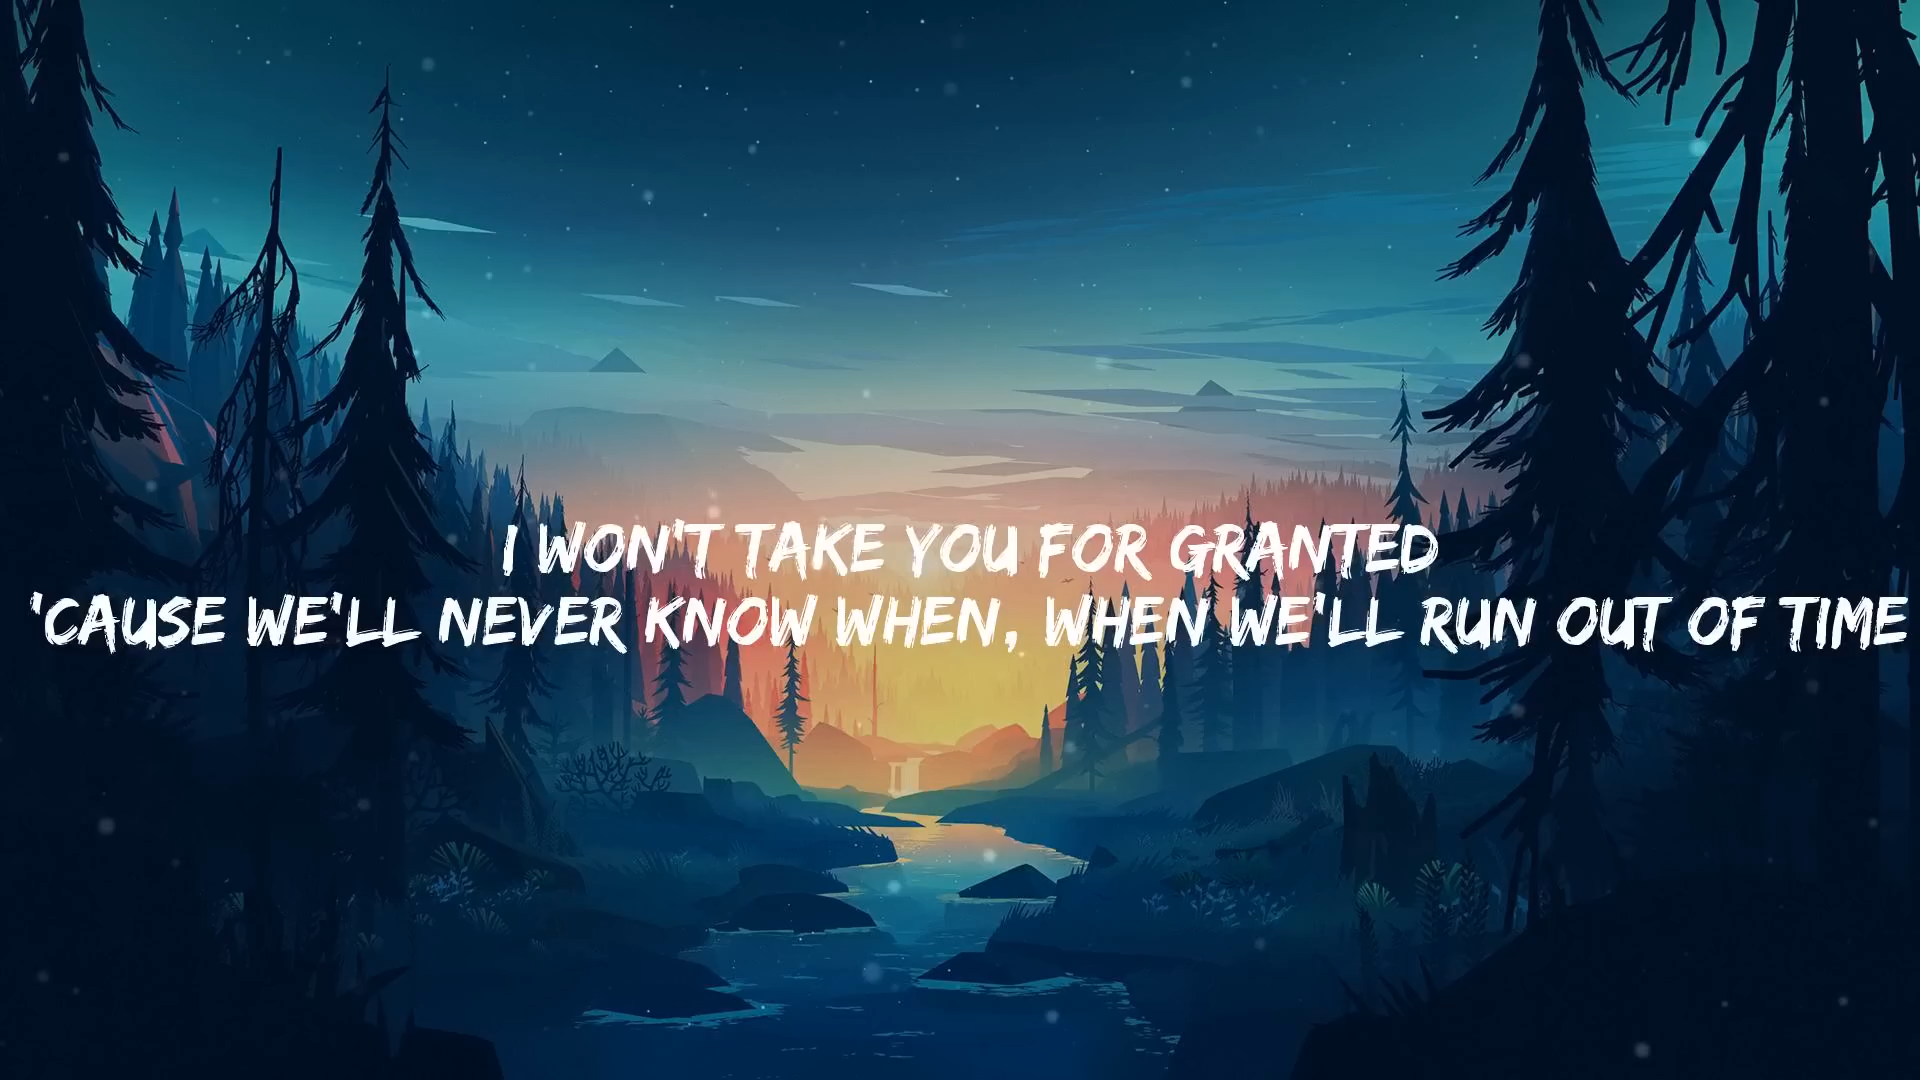 I WON'T TAKE YOU FOR GRANTED
'CAUSE WE'LL NEVER KNOW WHEN, WHEN WE'LL RUN OUT OF TIME